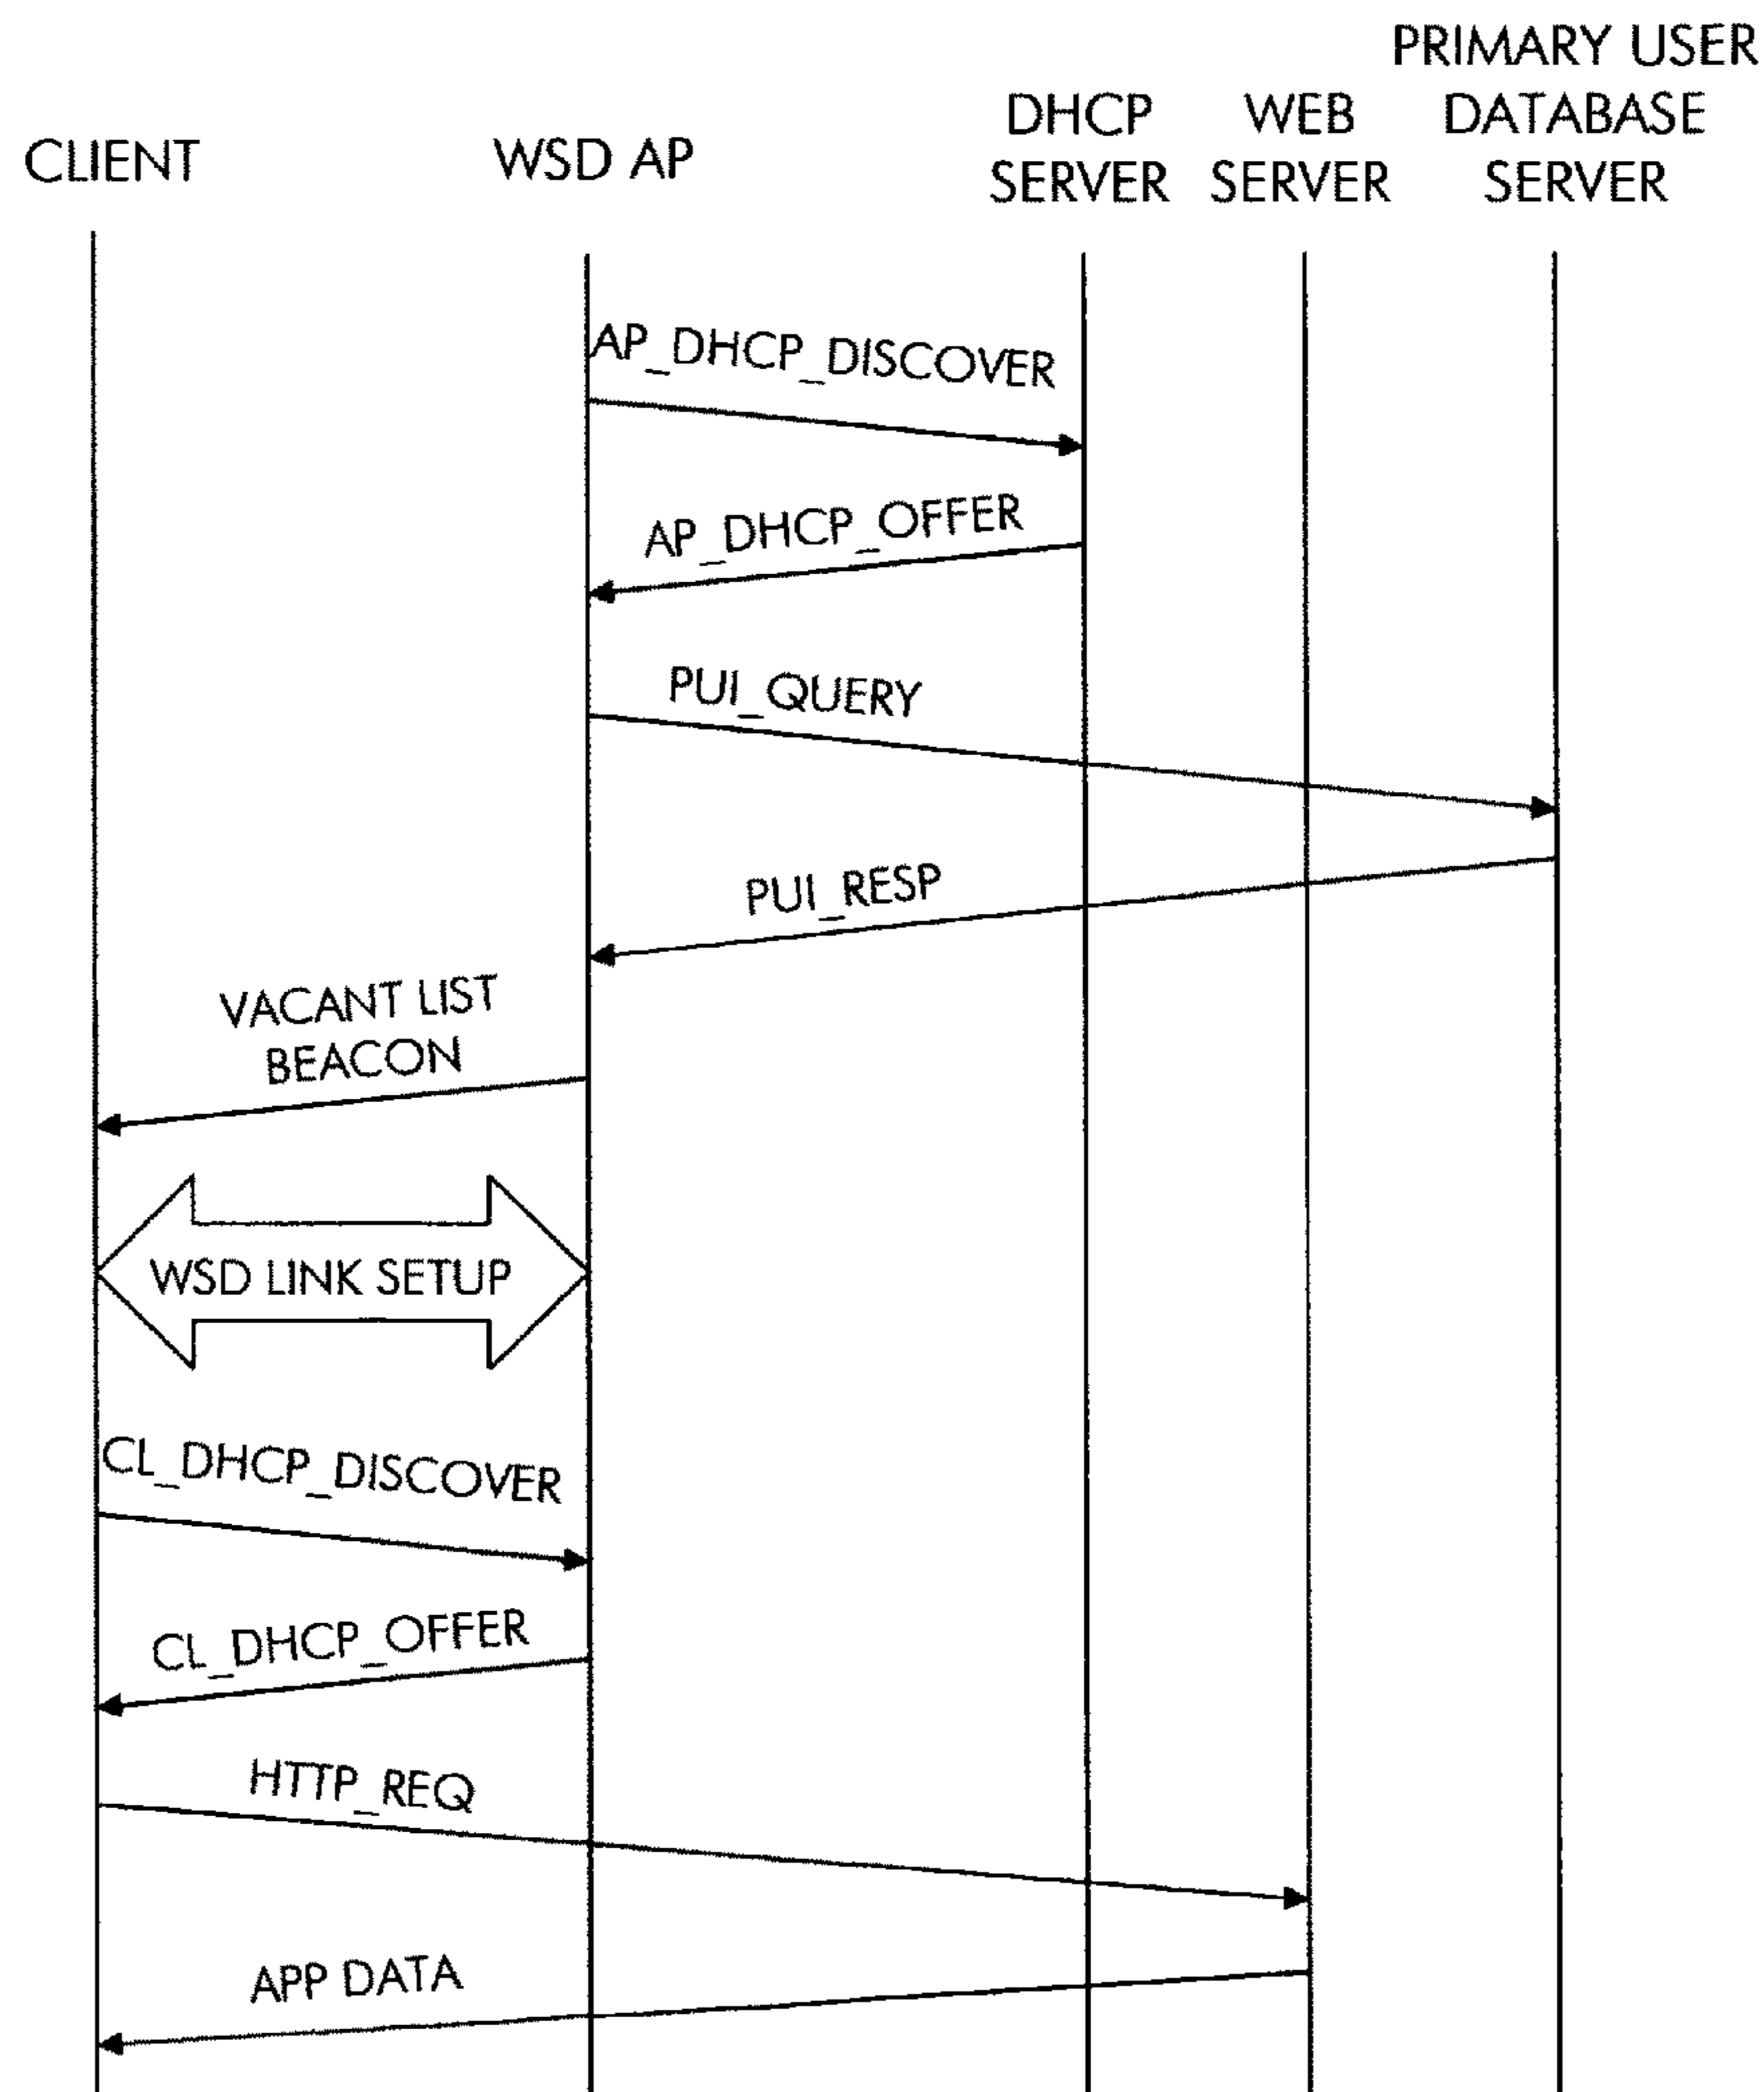 CLIENT
WSD AP
DHCP
SERVER
WEB
SERVER
PRIMARY USER
DATABASE
SERVER
AP_DHCP_DISCOVER
AP_DHCP_OFFER
PUI_QUERY
PUI_RESP
VACANT LIST
BEACON
WSD LINK SETUP
CL_DHCP_DISCOVER
CL_DHCP_OFFER
HTTP_REQ
APP DATA